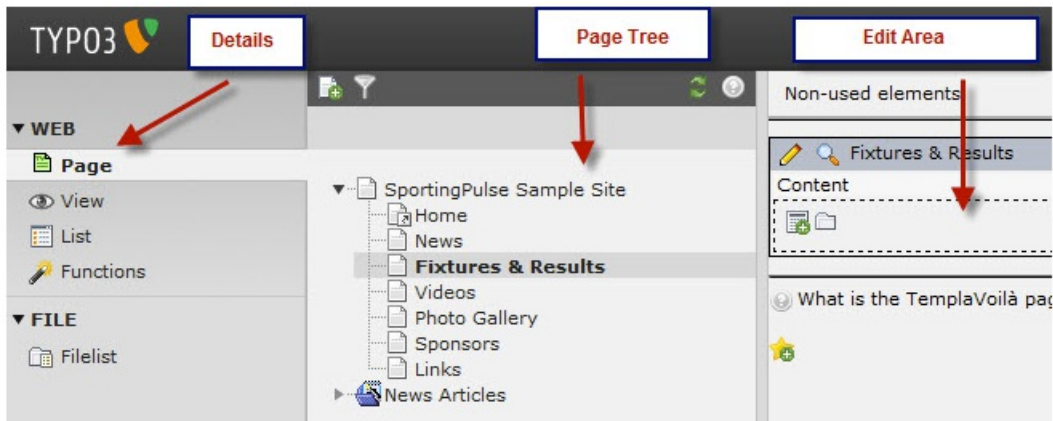 TYPO3
Details
Page Tree
Edit Area
WEB
Page
View
List
Functions
FILE
Filelist
SportingPulse Sample Site
Home
News
Fixtures & Results
Videos
Photo Gallery
Sponsors
Links
News Articles
Non-used elements
Fixtures & Results
Content
What is the TemplaVoilà pag